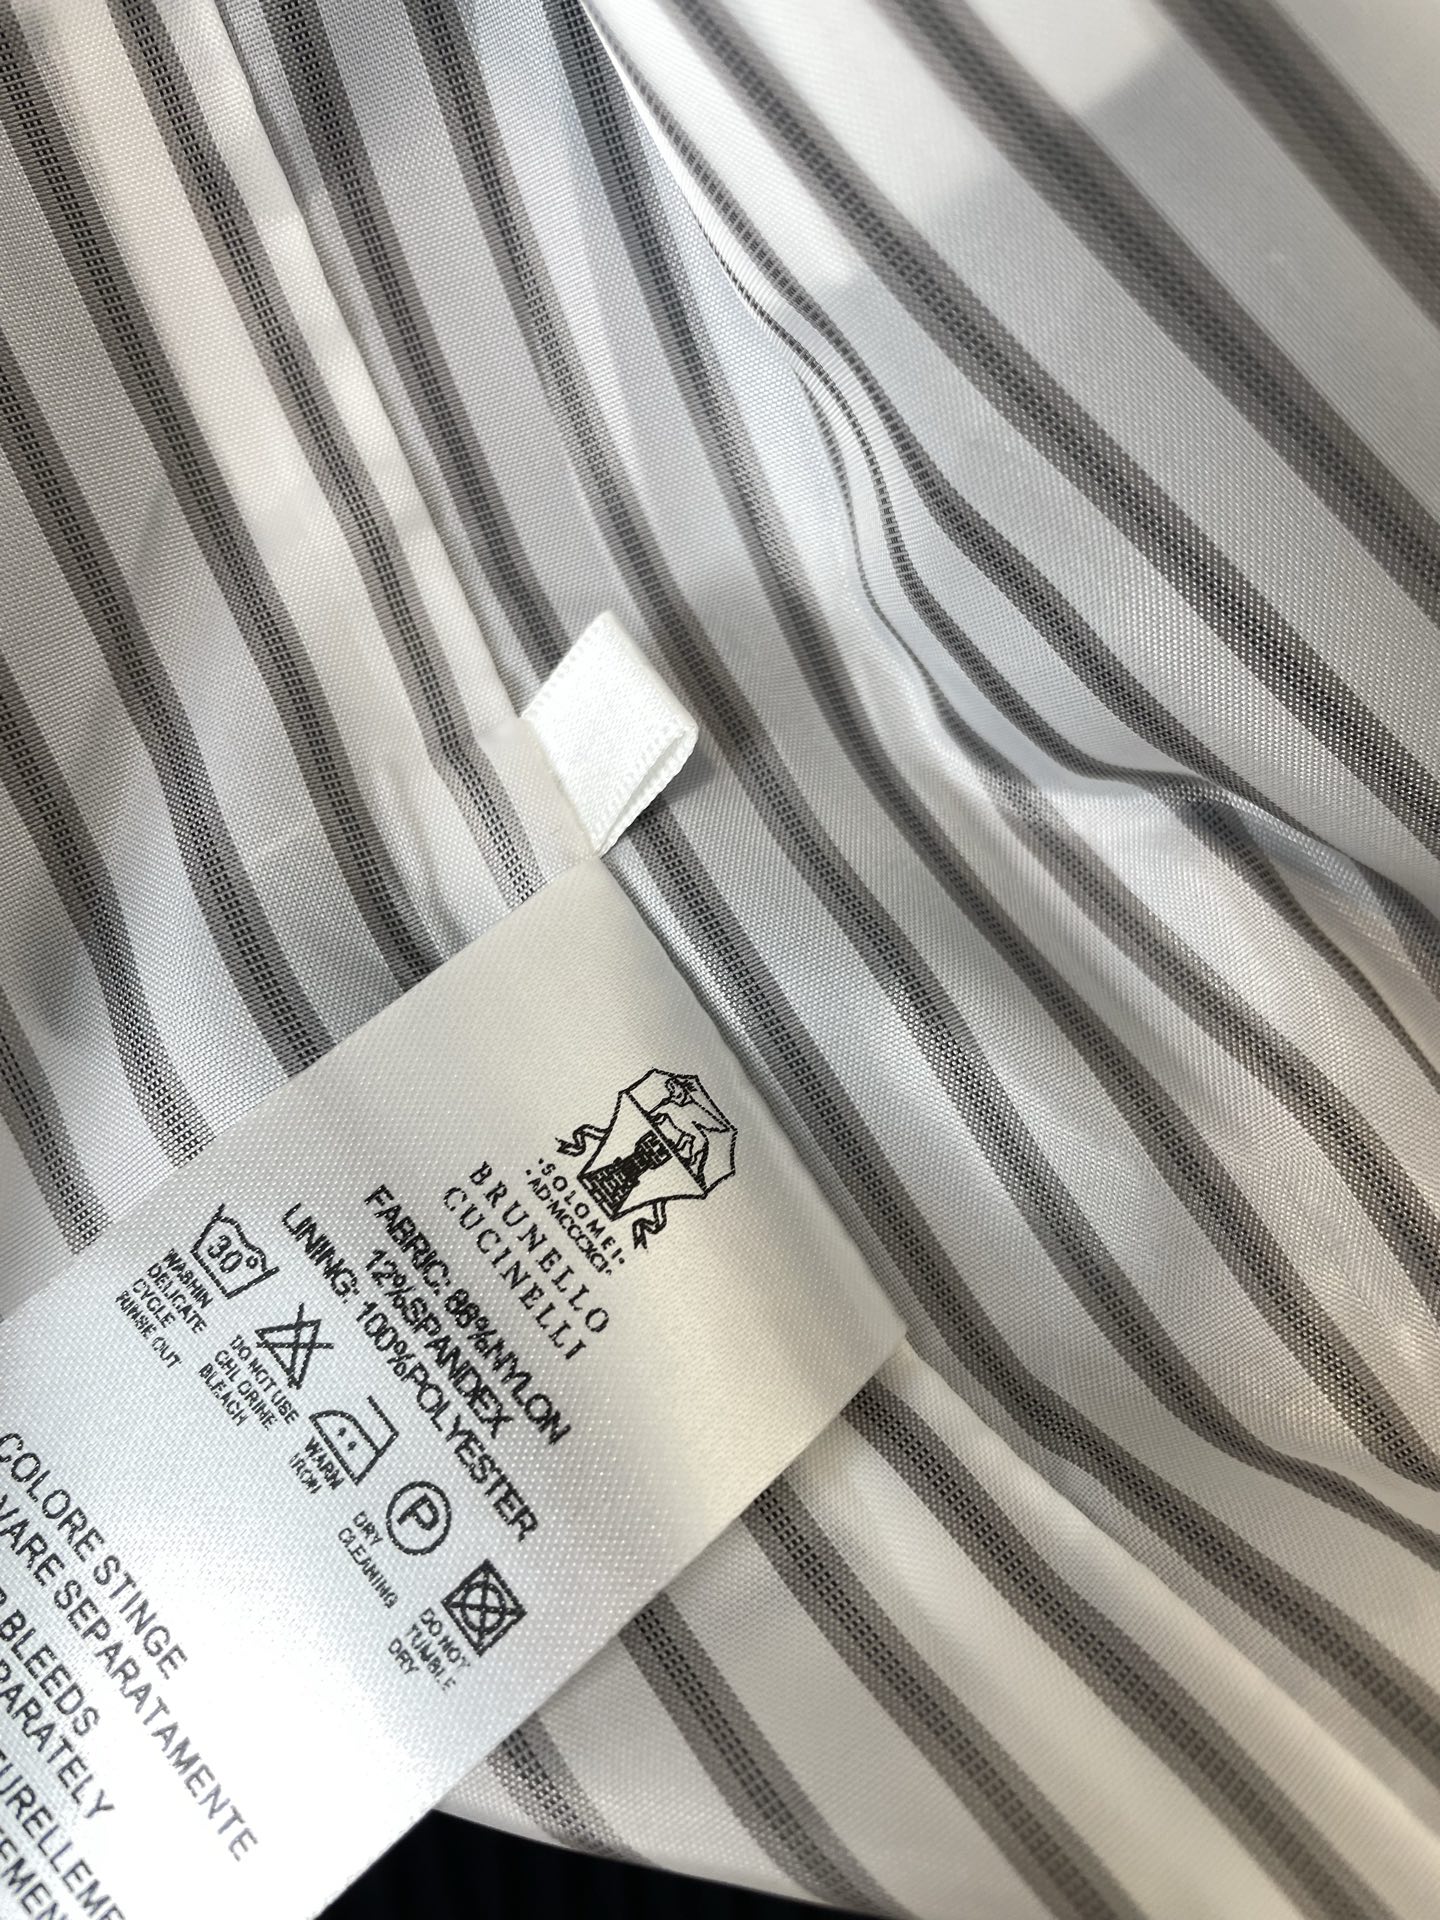 ·SOLOMEI·
·AD·MCCCXCI·
BRUNELLO
CUCINELLI
FABRIC: 88%NYLON
12%SPANDEX
LINING: 100%POLYESTER
30°
WASHIN
DELICATE
CYCLE
RINSE OUT
DO NOT USE
CHLORINE
BLEACH
WARN
IRON
P
DRY
CLEANING
DO NOT
TUMBLE
DRY
COLORE STINGE
VARE SEPARATAMENTE
BLEEDS
PARATELY